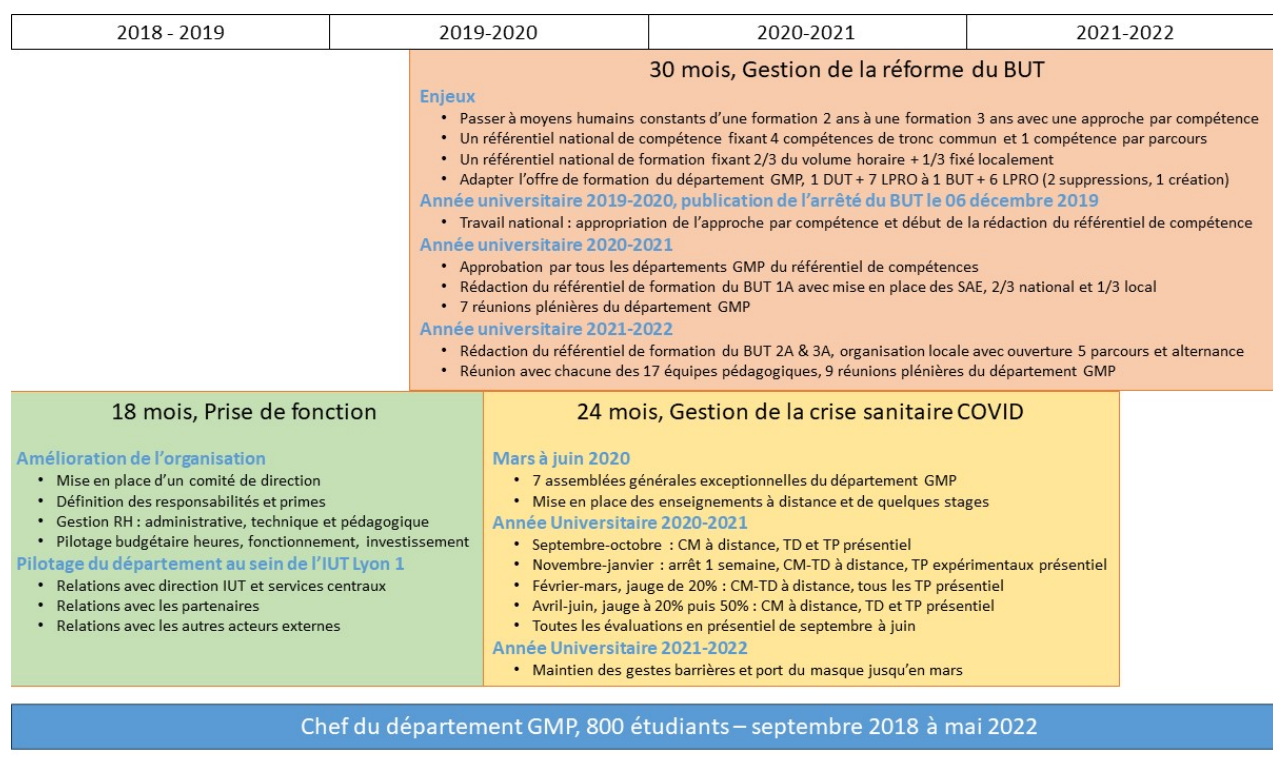 2018 - 2019
2019-2020
2020-2021
2021-2022
30 mois, Gestion de la réforme du BUT
Enjeux
• Passer à moyens humains constants d’une formation 2 ans à une formation 3 ans avec une approche par compétence
• Un référentiel national de compétence fixant 4 compétences de tronc commun et 1 compétence par parcours
• Un référentiel national de formation fixant 2/3 du volume horaire + 1/3 fixé localement
• Adapter l’offre de formation du département GMP, 1 DUT + 7 LPRO à 1 BUT + 6 LPRO (2 suppressions, 1 création)
Année universitaire 2019-2020, publication de l’arrêté du BUT le 06 décembre 2019
• Travail national : appropriation de l’approche par compétence et début de la rédaction du référentiel de compétence
Année universitaire 2020-2021
• Approbation par tous les départements GMP du référentiel de compétences
• Rédaction du référentiel de formation du BUT 1A avec mise en place des SAE, 2/3 national et 1/3 local
• 7 réunions plénières du département GMP
Année universitaire 2021-2022
• Rédaction du référentiel de formation du BUT 2A & 3A, organisation locale avec ouverture 5 parcours et alternance
• Réunion avec chacune des 17 équipes pédagogiques, 9 réunions plénières du département GMP
18 mois, Prise de fonction
Amélioration de l’organisation
• Mise en place d’un comité de direction
• Définition des responsabilités et primes
• Gestion RH : administrative, technique et pédagogique
• Pilotage budgétaire heures, fonctionnement, investissement
Pilotage du département au sein de l’IUT Lyon 1
• Relations avec direction IUT et services centraux
• Relations avec les partenaires
• Relations avec les autres acteurs externes
24 mois, Gestion de la crise sanitaire COVID
Mars à juin 2020
• 7 assemblées générales exceptionnelles du département GMP
• Mise en place des enseignements à distance et de quelques stages
Année Universitaire 2020-2021
• Septembre-octobre : CM à distance, TD et TP présentiel
• Novembre-janvier : arrêt 1 semaine, CM-TD à distance, TP expérimentaux présentiel
• Février-mars, jauge de 20% : CM-TD à distance, tous les TP présentiel
• Avril-juin, jauge à 20% puis 50% : CM à distance, TD et TP présentiel
• Toutes les évaluations en présentiel de septembre à juin
Année Universitaire 2021-2022
• Maintien des gestes barrières et port du masque jusqu’en mars
Chef du département GMP, 800 étudiants – septembre 2018 à mai 2022